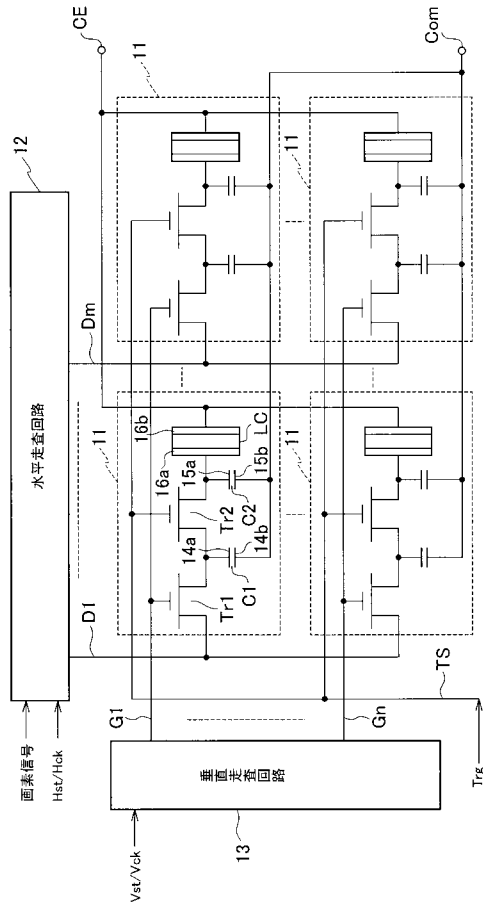 12
水平走査回路
画素信号
Hst/Hck
CE
Dm
D1
11
11
16b
16a
LC
15a
15b
C2
Tr2
14a
14b
C1
Tr1
Com
11
11
G1
Gn
TS
垂直走査回路
13
Vst/Vck
Trg